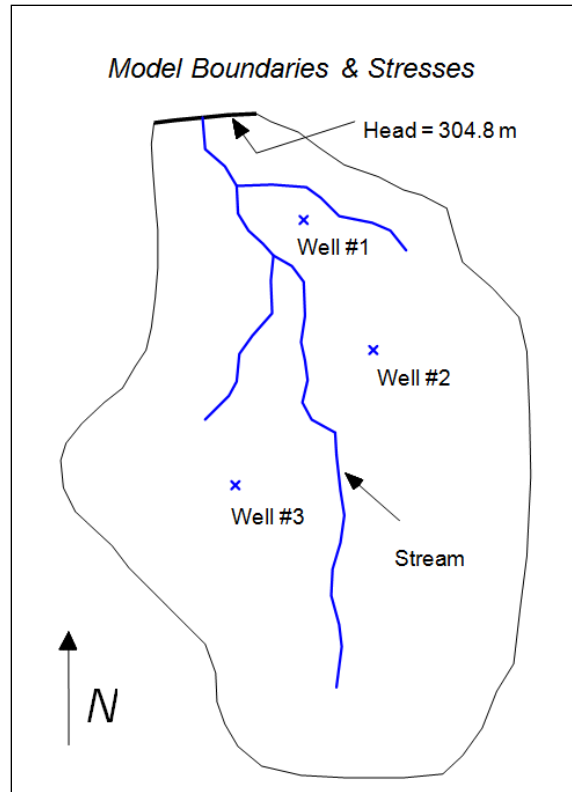 Model Boundaries & Stresses
Head = 304.8 m
Well #1
Well #2
Well #3
Stream
N